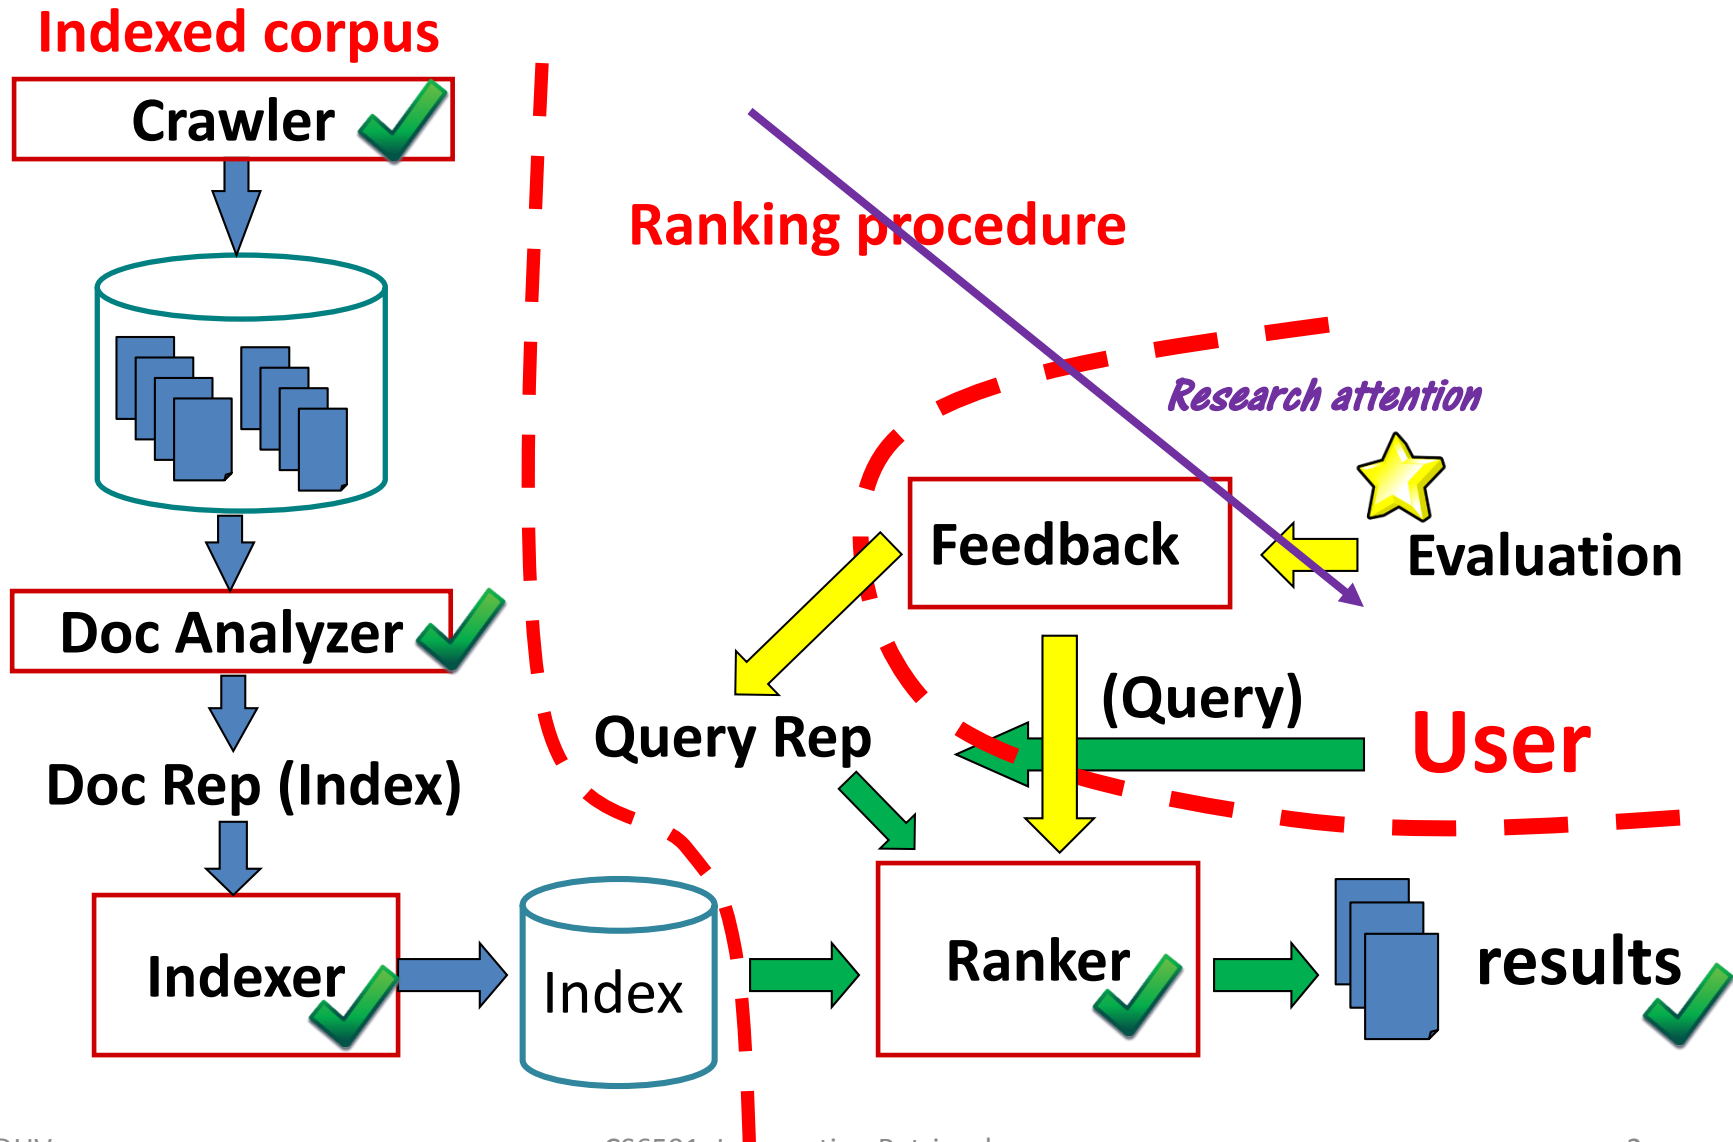 Indexed corpus
Crawler
Ranking procedure
Research attention
Feedback
Evaluation
Doc Analyzer
(Query)
User
Query Rep
Doc Rep (Index)
Indexer
Index
Ranker
results